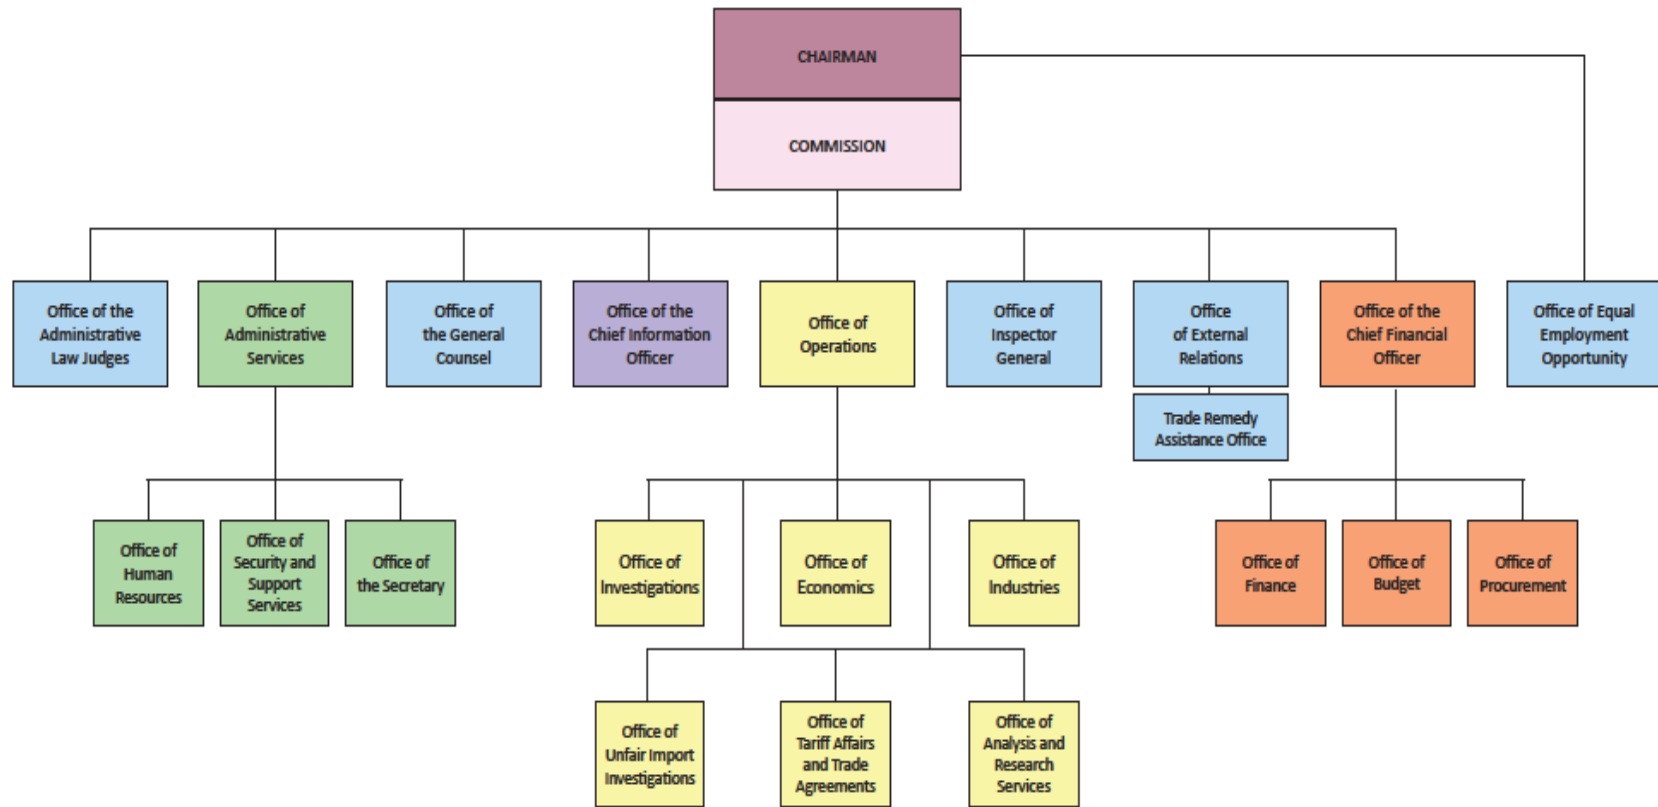 CHAIRMAN
COMMISSION
Office of the
Administrative
Law Judges
Office of
Administrative
Services
Office of
the General
Counsel
Office of the
Chief Information
Officer
Office of
Operations
Office of
Inspector
General
Office
of External
Relations
Office of the
Chief Financial
Officer
Office of Equal
Employment
Opportunity
Trade Remedy
Assistance Office
Office of
Human
Resources
Office of
Security and
Support
Services
Office of
the Secretary
Office of
Investigations
Office of
Economics
Office of
Industries
Office of
Finance
Office of
Budget
Office of
Procurement
Office of
Unfair Import
Investigations
Office of
Tariff Affairs
and Trade
Agreements
Office of
Analysis and
Research
Services